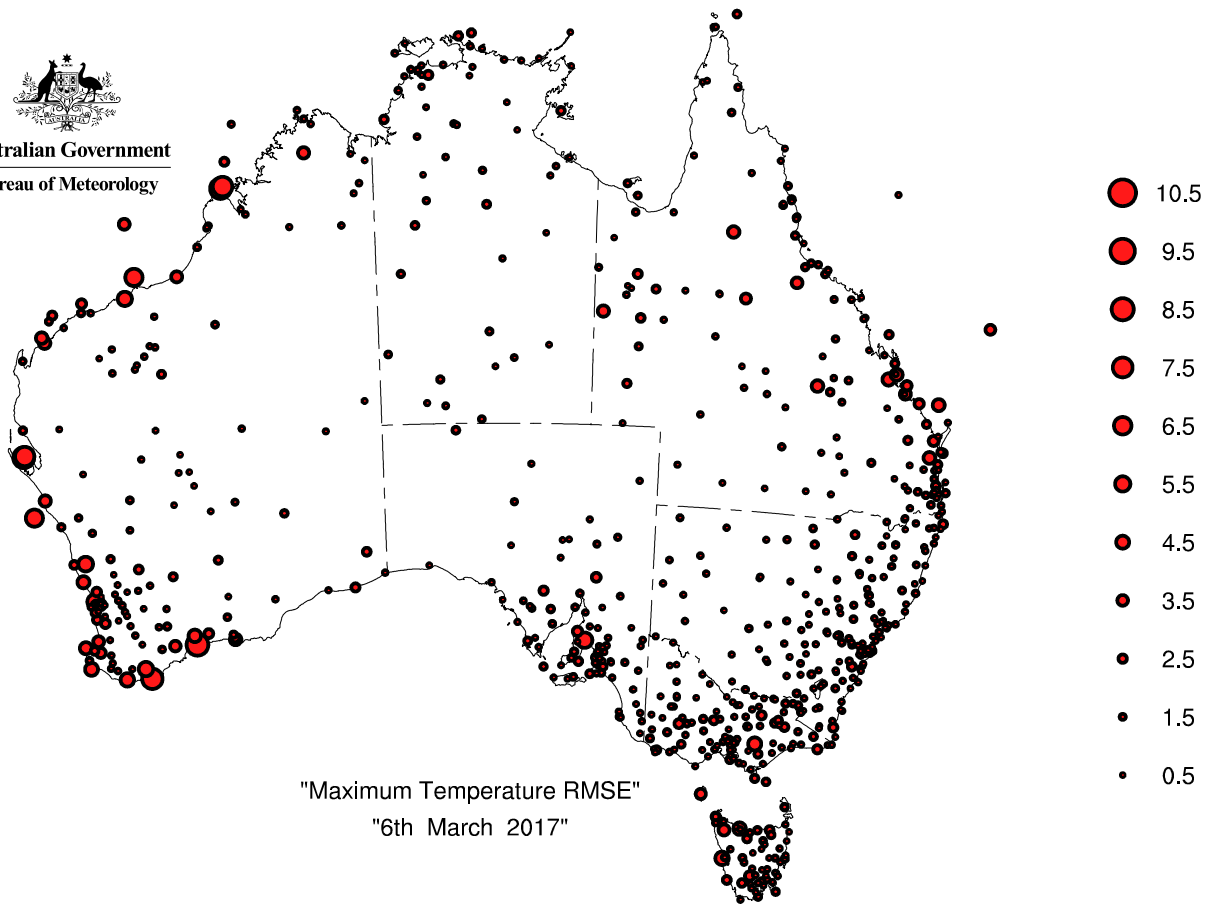 AUSTRALIA
tralian Government
reau of Meteorology
10.5
9.5
8.5
7.5
6.5
5.5
4.5
3.5
2.5
1.5
0.5
"Maximum Temperature RMSE"
"6th March 2017"